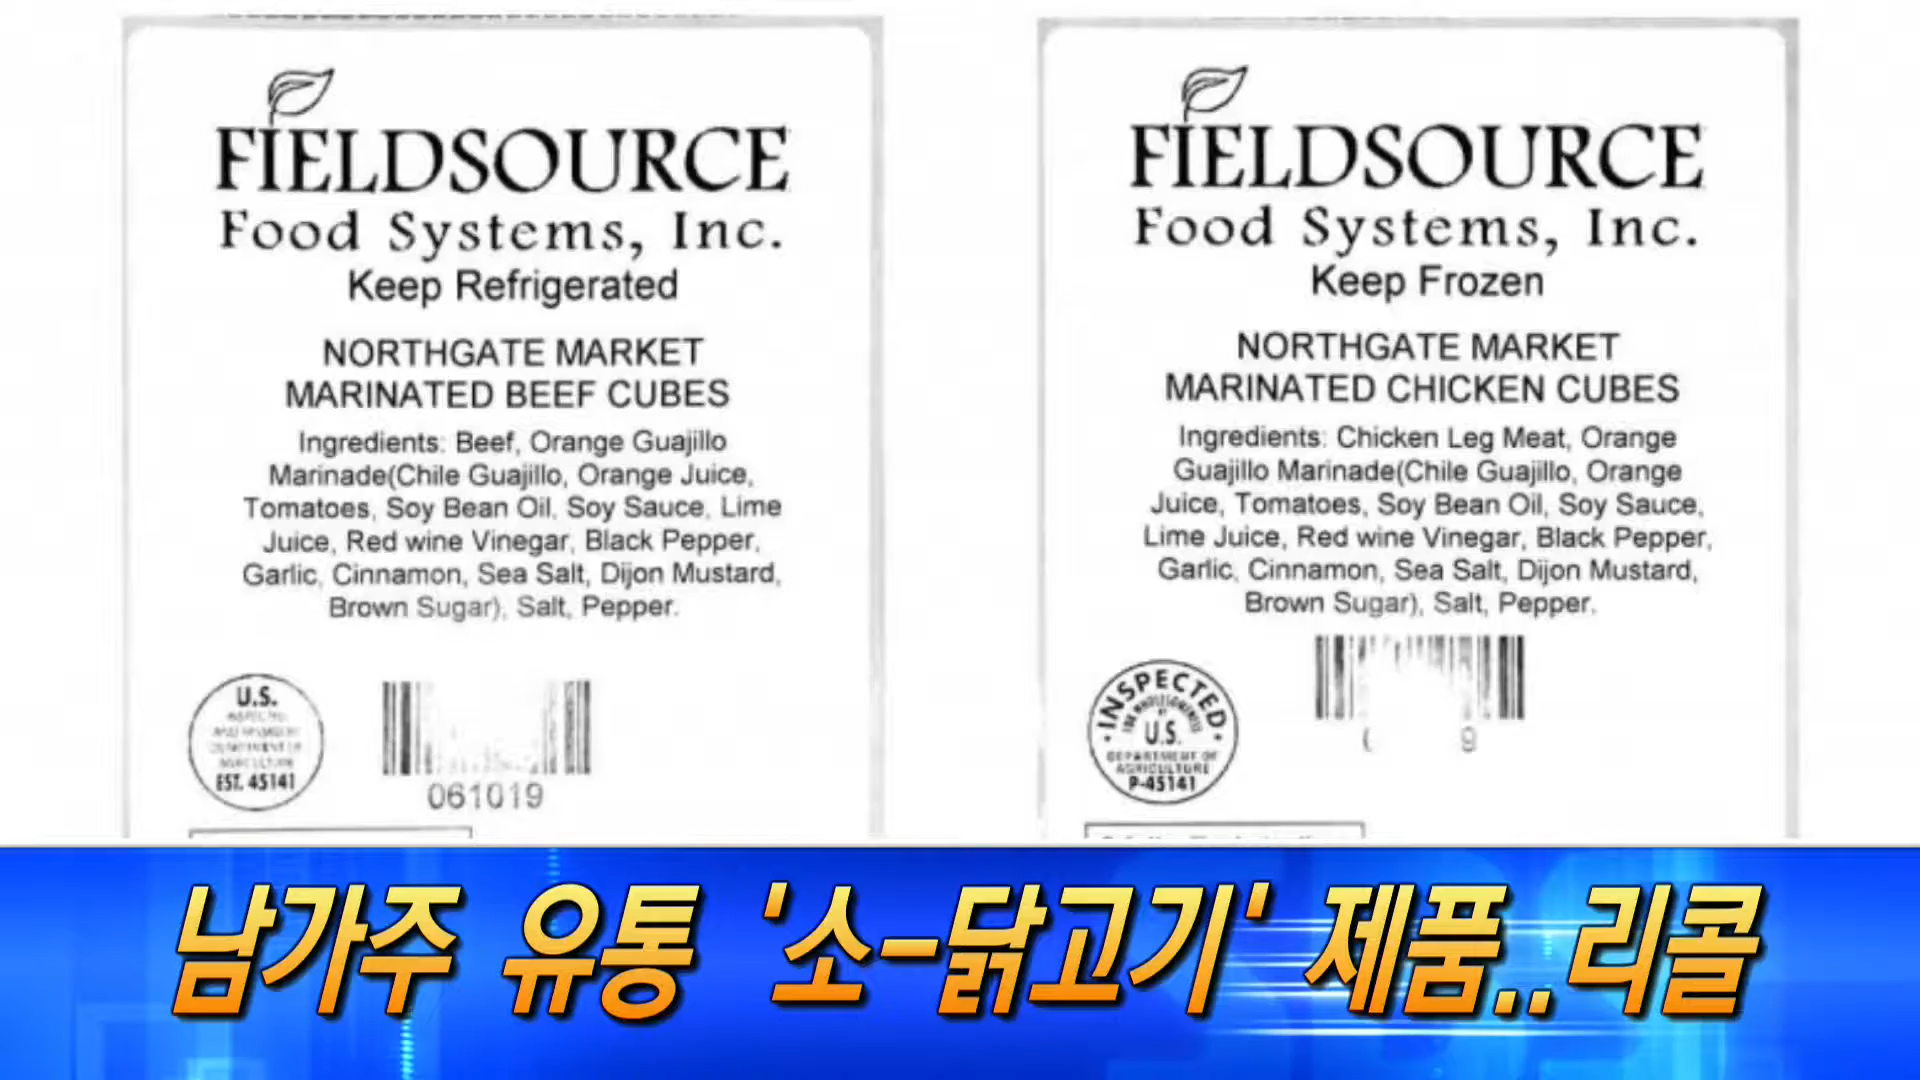 FIELDSOURCE
Food Systems, Inc.
Keep Refrigerated
NORTHGATE MARKET
MARINATED BEEF CUBES
Ingredients: Beef, Orange Guajillo
Marinade(Chile Guajillo, Orange Juice,
Tomatoes, Soy Bean Oil, Soy Sauce, Lime
Juice, Red wine Vinegar, Black Pepper,
Garlic, Cinnamon, Sea Salt, Dijon Mustard,
Brown Sugar), Salt, Pepper.
U.S.
EST. 45141
061019
FIELDSOURCE
Food Systems, Inc.
Keep Frozen
NORTHGATE MARKET
MARINATED CHICKEN CUBES
Ingredients: Chicken Leg Meat, Orange
Guajillo Marinade(Chile Guajillo, Orange
Juice, Tomatoes, Soy Bean Oil, Soy Sauce,
Lime Juice, Red wine Vinegar, Black Pepper,
Garlic, Cinnamon, Sea Salt, Dijon Mustard,
Brown Sugar), Salt, Pepper.
INSPECTED
FOR WHOLESOMENESS
BY
U.S.
DEPARTMENT OF
AGRICULTURE
P-45141
9
남가주 유통 '소-닭고기' 제품..리콜